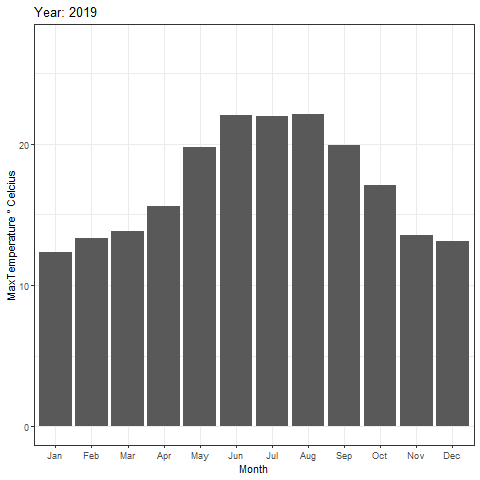 Year: 2019
MaxTemperature " Celcius
20
10
0
Jan Feb Mar Apr May Jun Jul Aug Sep Oct Nov Dec
Month